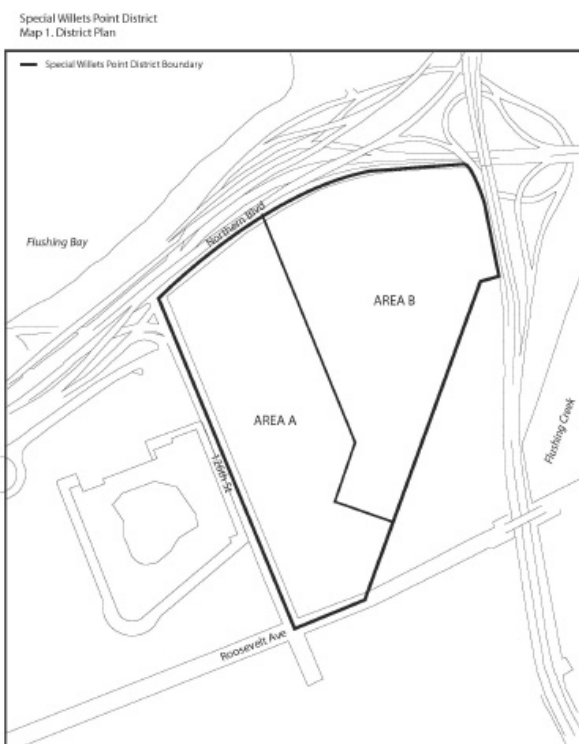 Special Willets Point District
Map 1. District Plan
Special Willets Point District Boundary
Northern Blvd
Flushing Bay
AREA B
AREA A
Flushing Creek
126th St
Roosevelt Ave